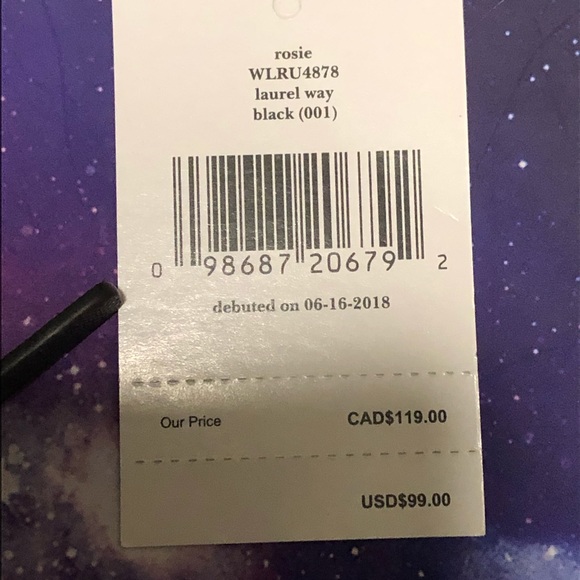 rosie
WLRU4878
laurel way
black (001)
0 98687 20679 2
debuted on 06-16-2018
Our Price CAD$119.00
USD$99.00